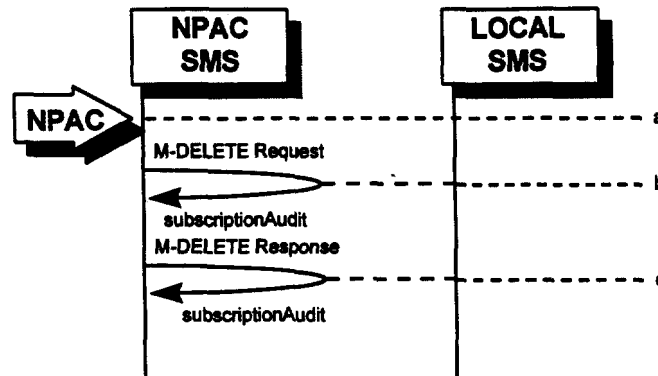 NPAC
SMS
LOCAL
SMS
NPAC
a
M-DELETE Request
b
subscriptionAudit
M-DELETE Response
subscriptionAudit